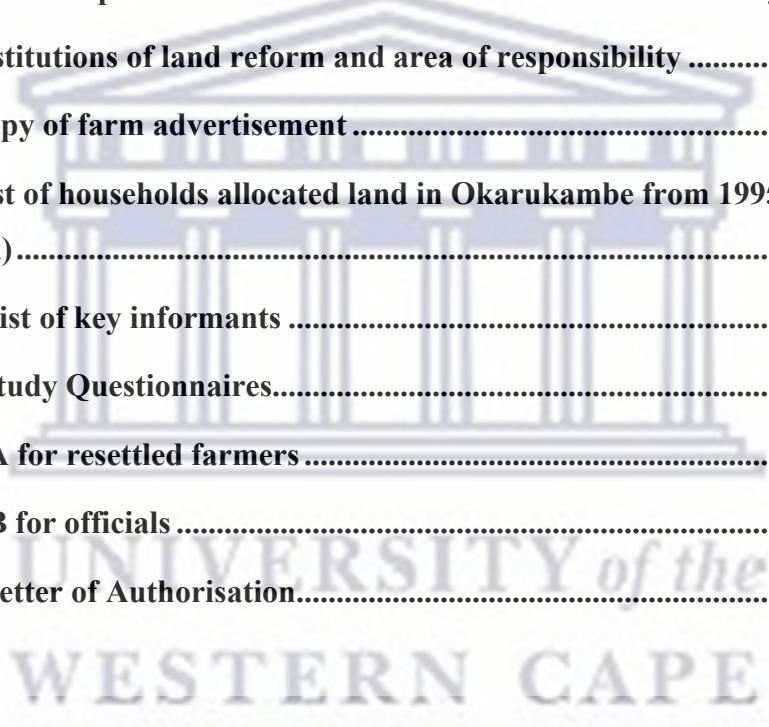 stitutions of land reform and area of responsibility ..........
py of farm advertisement ..........................................................
st of households allocated land in Okarukambe from 1995
) ..........................................................................................................
ist of key informants ....................................................................
tudy Questionnaires......................................................................
A for resettled farmers .................................................................
B for officials ...................................................................................
etter of Authorisation...................................................................
UNIVERSITY of the
WESTERN CAPE